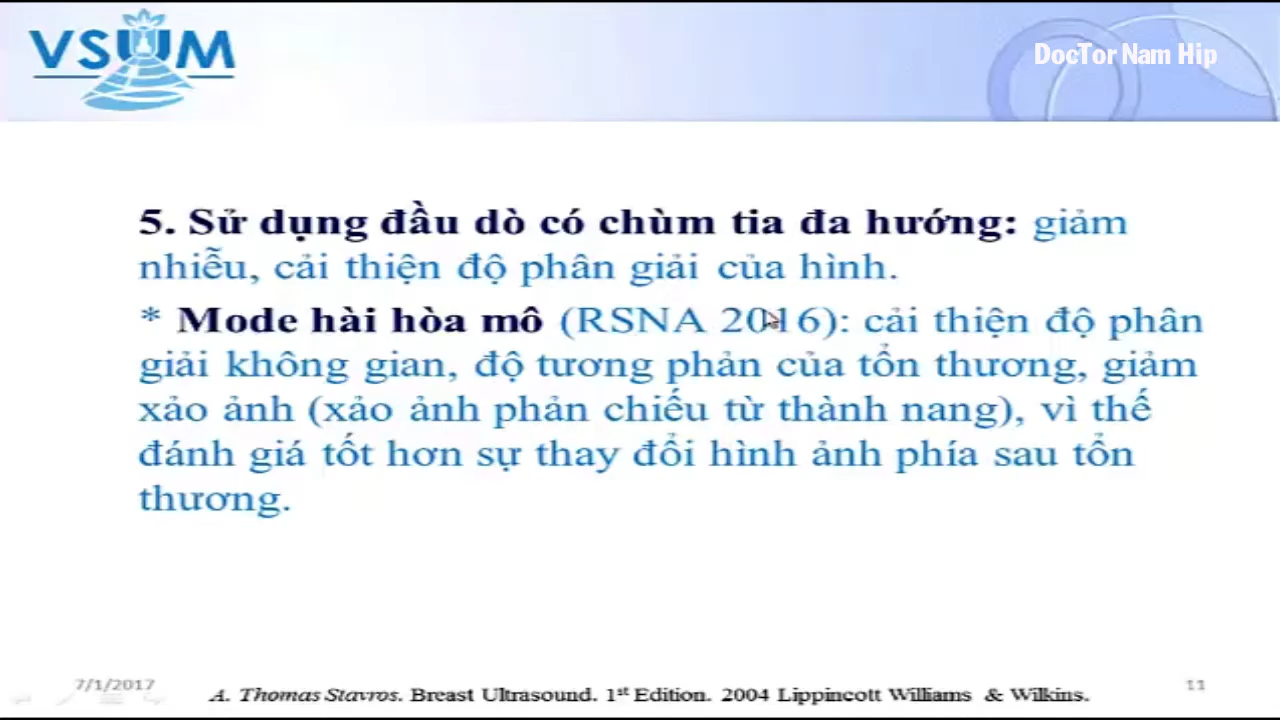 VSUM
DocTor Nam Hip
5. Sử dụng đầu dò có chùm tia đa hướng: giảm
nhiễu, cải thiện độ phân giải của hình.
* Mode hài hòa mô (RSNA 2016): cải thiện độ phân
giải không gian, độ tương phản của tổn thương, giảm
xảo ảnh (xảo ảnh phản chiếu từ thành nang), vì thế
đánh giá tốt hơn sự thay đổi hình ảnh phía sau tổn
thương.
7/1/2017
A. Thomas Stavros. Breast Ultrasound. 1st Edition. 2004 Lippincott Williams & Wilkins.
11